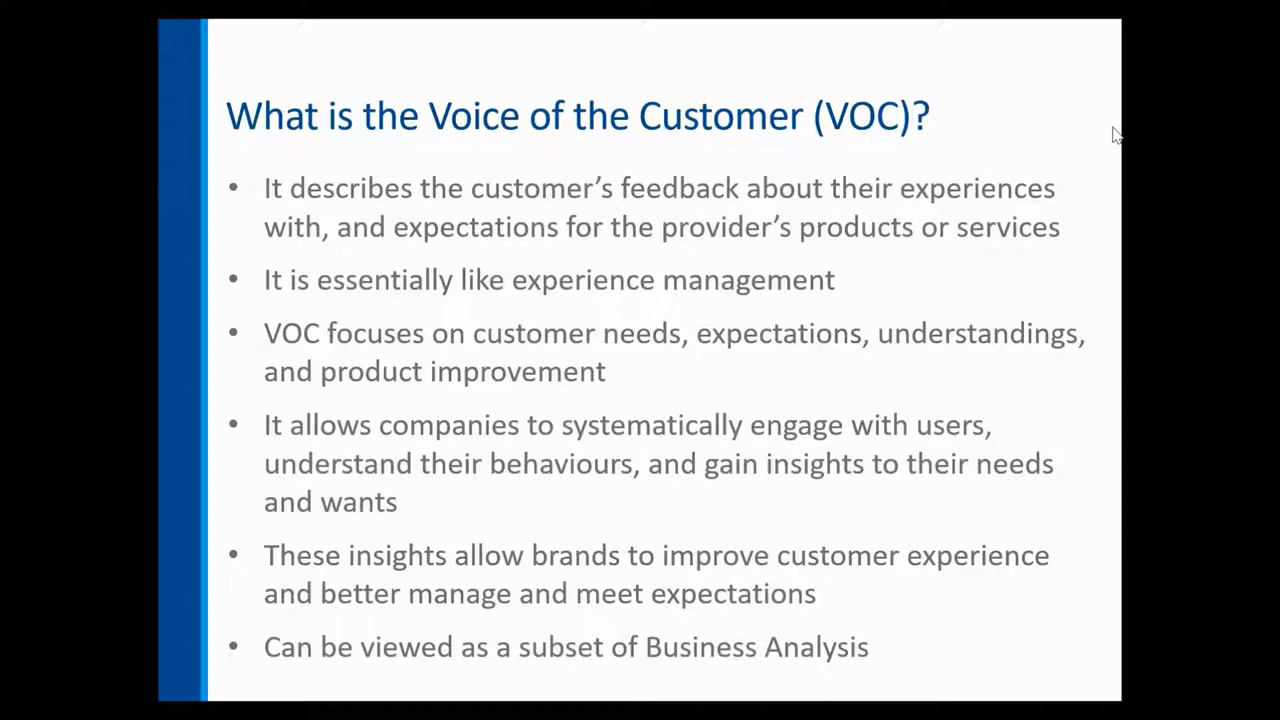 What is the Voice of the Customer (VOC)?
• It describes the customer’s feedback about their experiences
with, and expectations for the provider’s products or services
• It is essentially like experience management
• VOC focuses on customer needs, expectations, understandings,
and product improvement
• It allows companies to systematically engage with users,
understand their behaviours, and gain insights to their needs
and wants
• These insights allow brands to improve customer experience
and better manage and meet expectations
• Can be viewed as a subset of Business Analysis